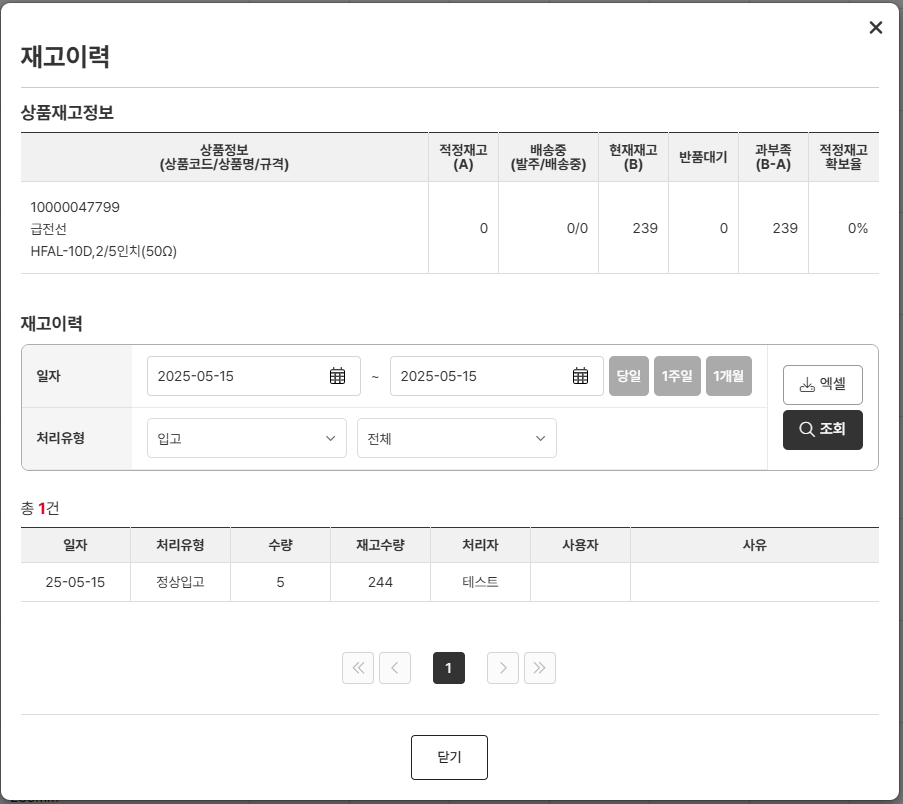 재고이력
상품재고정보
상품정보
(상품코드/상품명/규격)
적정재고
(A)
배송중
(발주/배송중)
현재재고
(B)
반품대기
과부족
(B-A)
적정재고
확보율
10000047799
급전선
HFAL-10D,2/5인치(50Ω)
0
0/0
239
0
239
0%
재고이력
일자
2025-05-15
~
2025-05-15
당일
1주일
1개월
엑셀
처리유형
입고
전체
조회
총 1건
일자
처리유형
수량
재고수량
처리자
사용자
사유
25-05-15
정상입고
5
244
테스트
1
닫기